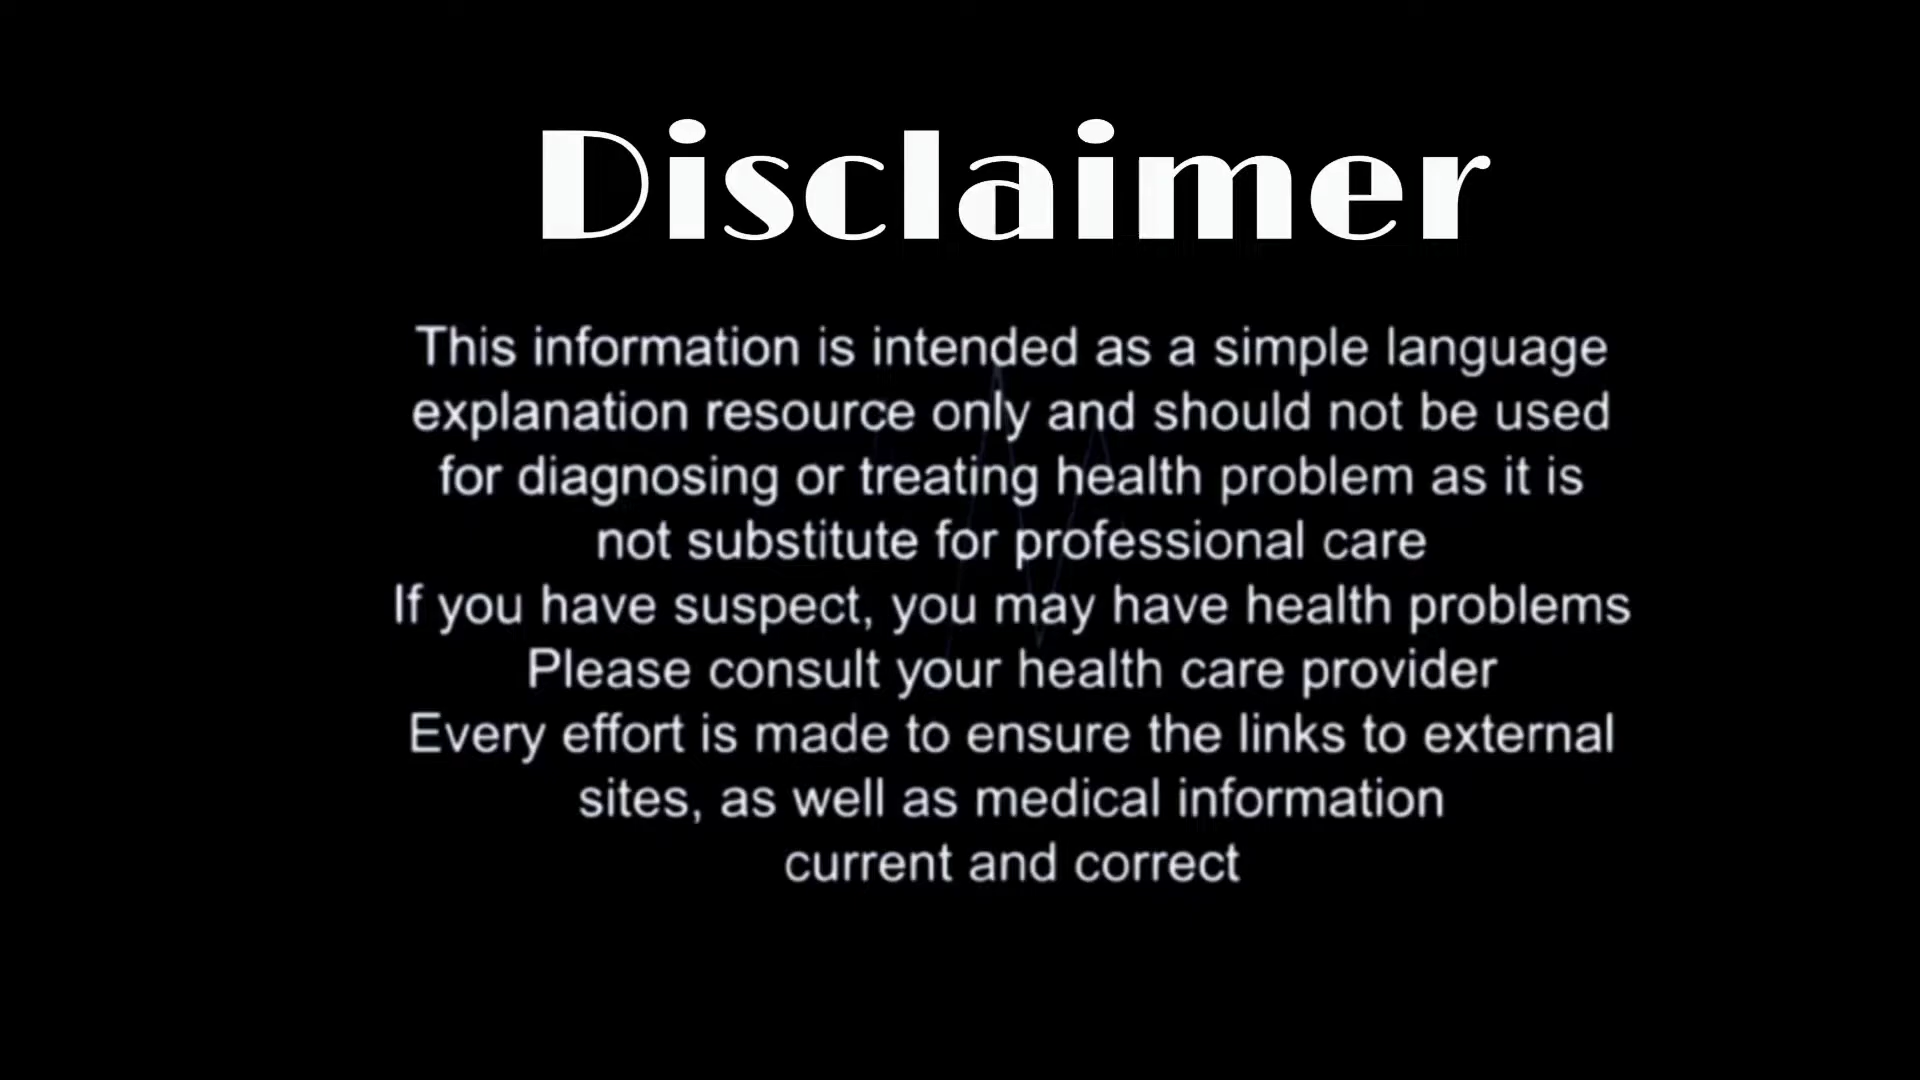 Disclaimer
This information is intended as a simple language
explanation resource only and should not be used
for diagnosing or treating health problem as it is
not substitute for professional care
If you have suspect, you may have health problems
Please consult your health care provider
Every effort is made to ensure the links to external
sites, as well as medical information
current and correct